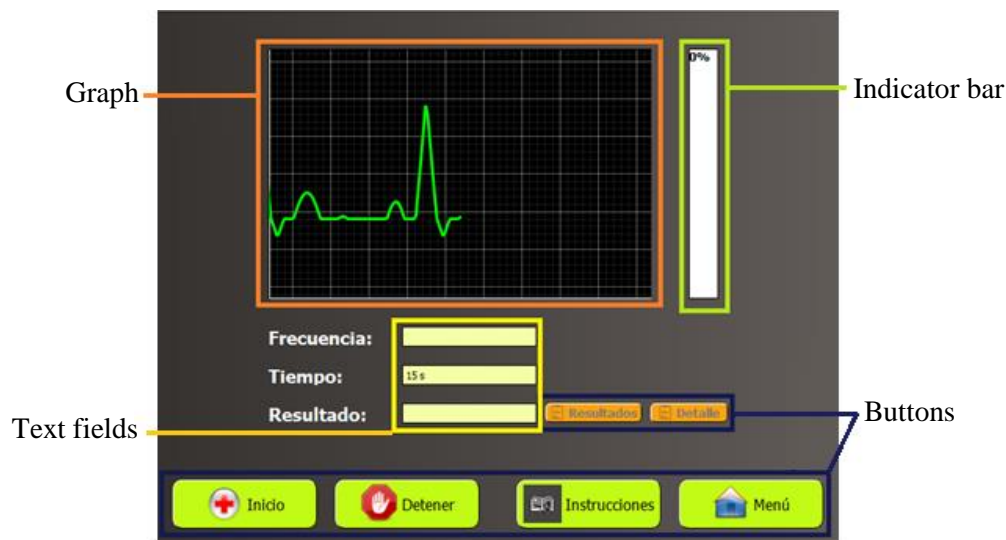 Graph
0%
Indicator bar
Frecuencia:
Tiempo: 15 s
Resultado: Resultados Detalle
Text fields
Buttons
Inicio Detener Instrucciones Menú